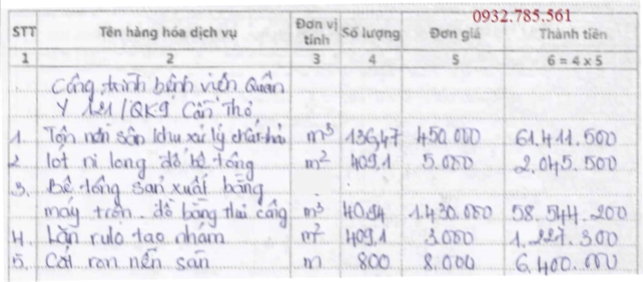 0932.785.561
STT Tên hàng hóa dịch vụ Đơn vị tính Số lượng Đơn giá Thành tiền
1 2 3 4 5 6 = 4 x 5
Công trình bệnh viện Quân
Y 121/QK9 Cần Thơ
1. Tôn nền sân khu xử lý chất thải m³ 136,47 450.000 61.411.500
2 lót ni long đổ bê tông m² 409,1 5.000 2.045.500
3. Bê tông sản xuất bằng
máy trộn. đổ bằng thủ công m³ 40.94 1.430.000 58.544.200
4. Lăn rulo tạo nhám m² 409.1 3.000 1.227.300
5. Cắt ron nền sân m 800 8.000 6.400.000